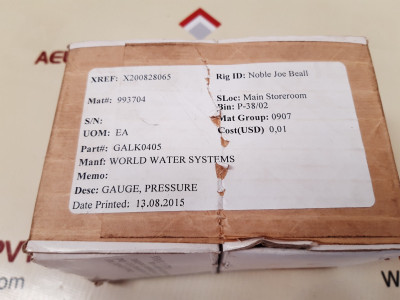 XREF: X200828065
Rig ID: Noble Joe Beall
Mat#: 993704
SLoc: Main Storeroom
Bin: P-38/02
S/N:
Mat Group: 0907
UOM: EA
Cost(USD) 0,01
Part#: GALK0405
Manf: WORLD WATER SYSTEMS
Memo:
Desc: GAUGE, PRESSURE
Date Printed: 13.08.2015
www.